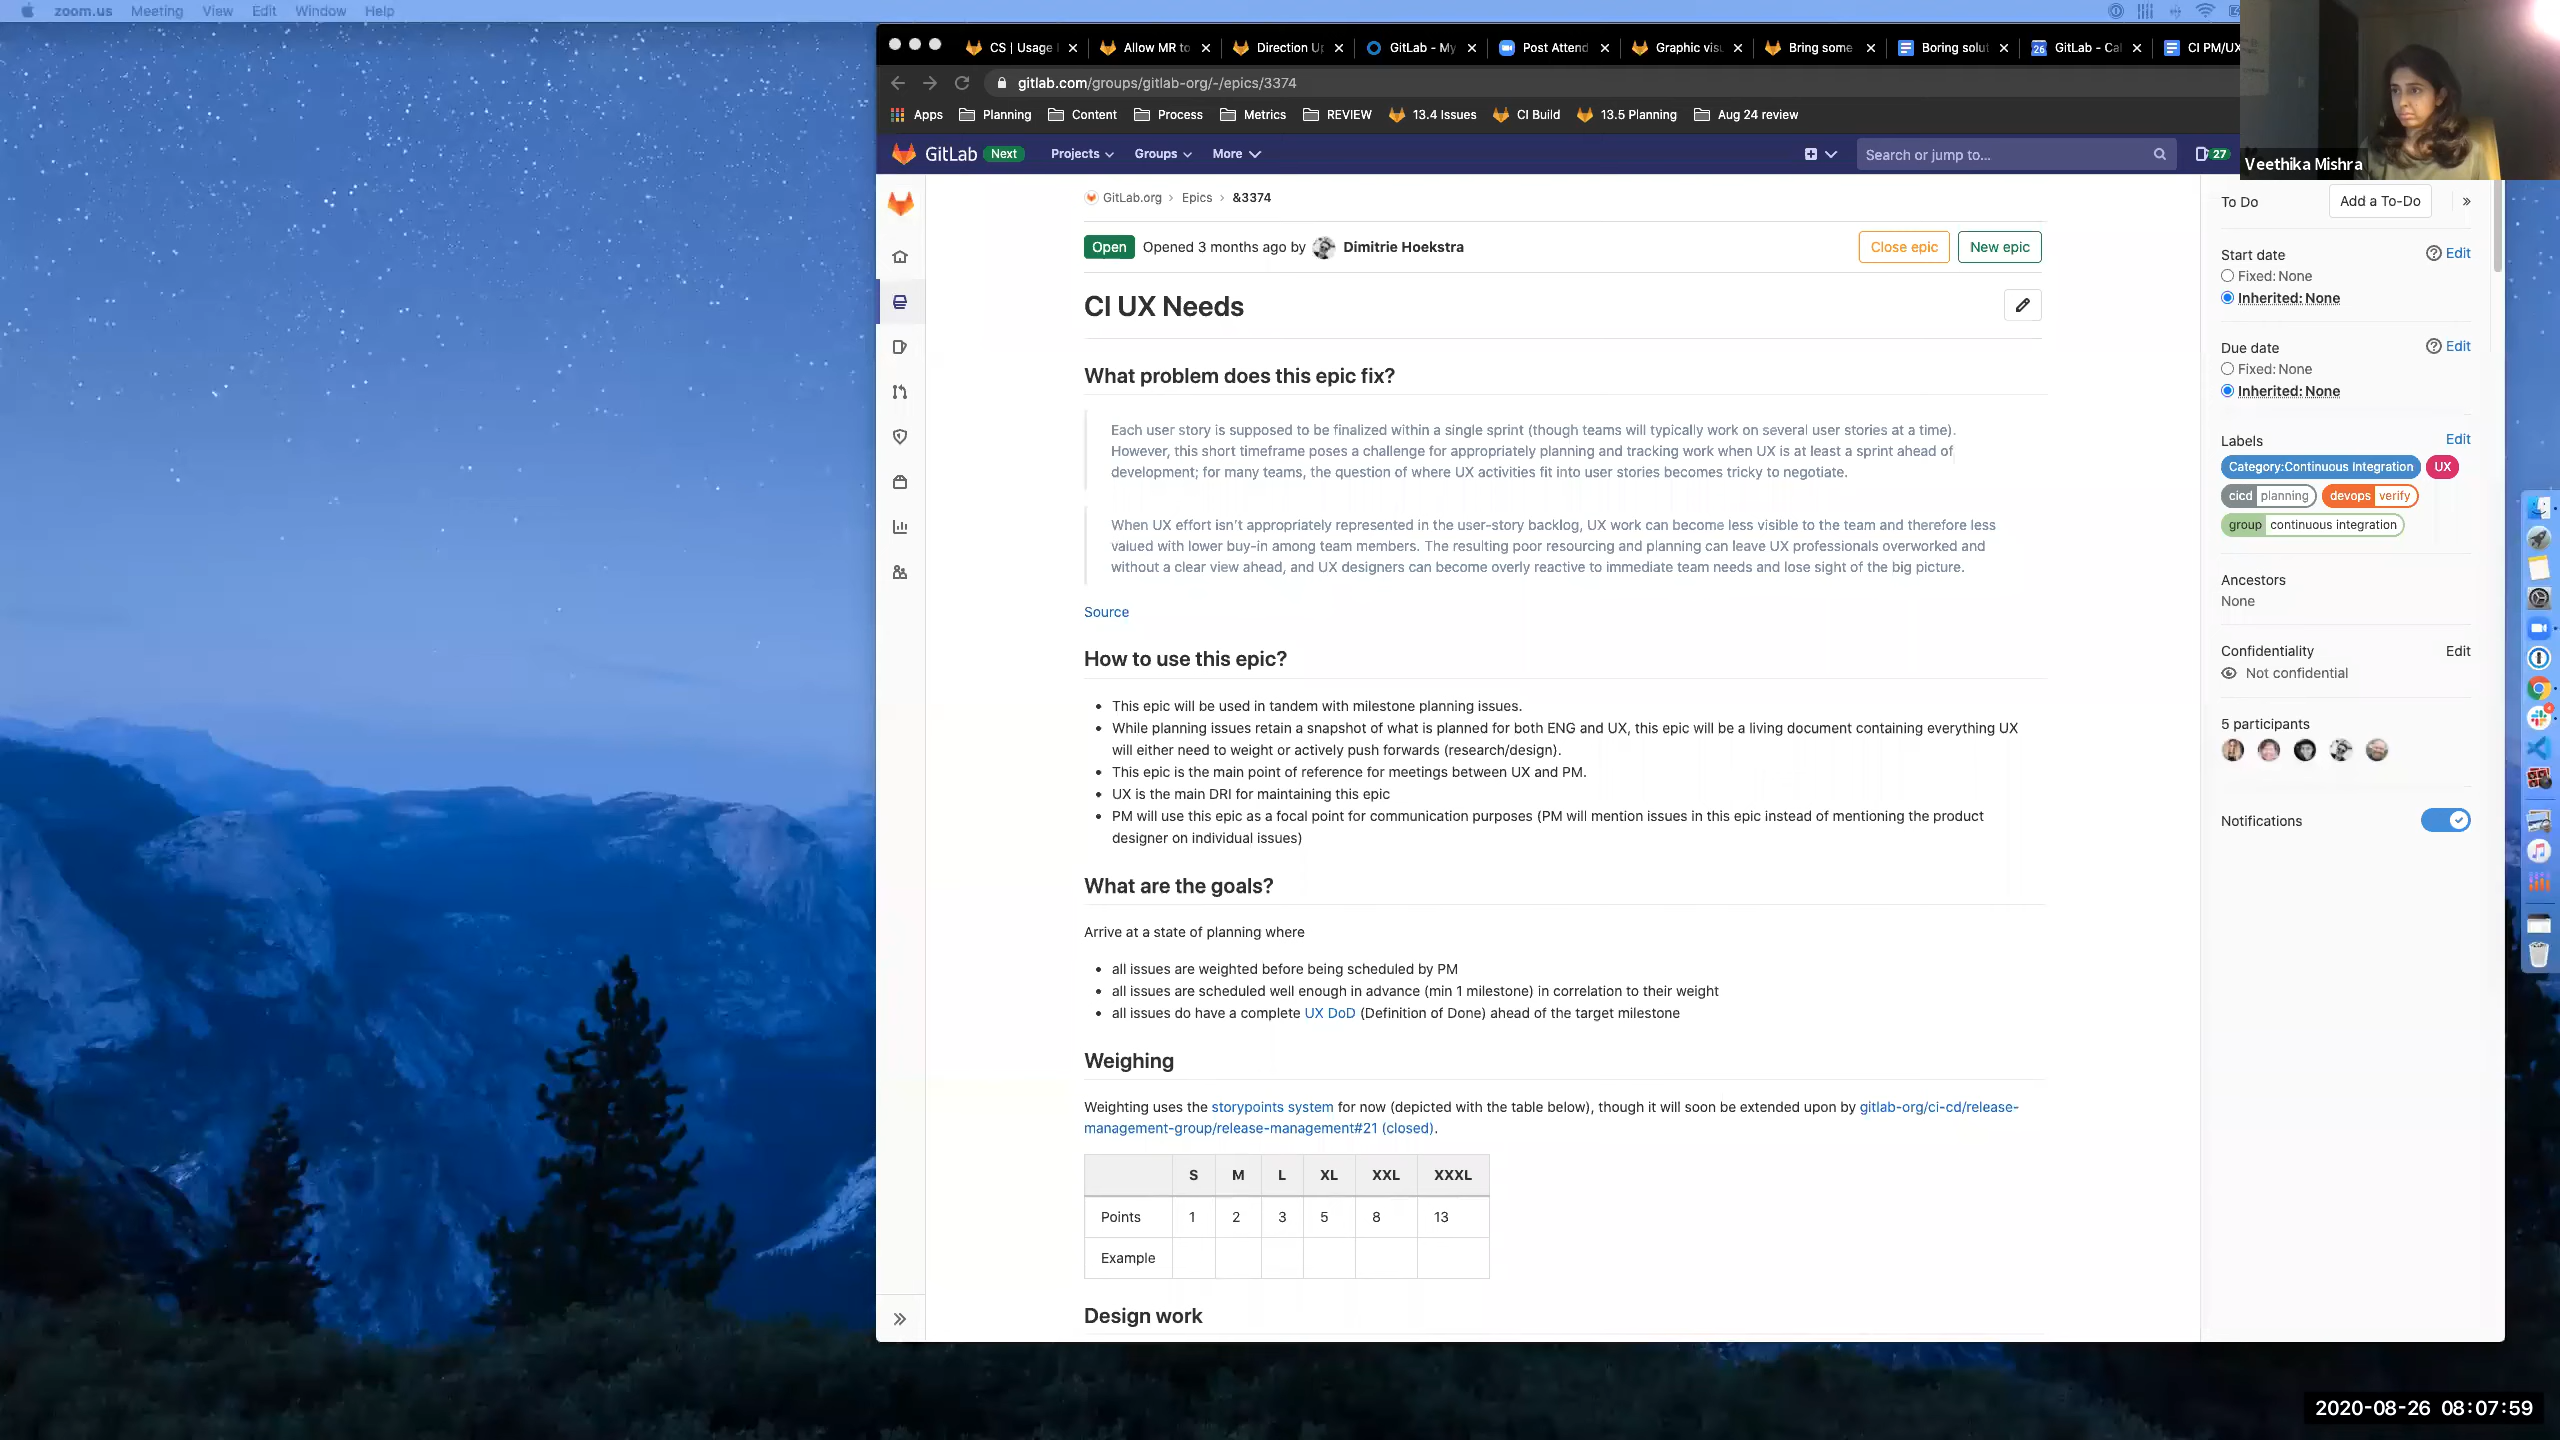 zoom.us Meeting View Edit Window Help
CS | Usage Allow MR to Direction Up GitLab - My Post Attend Graphic visu Bring some Boring solut GitLab - Cal CI PM/UX
gitlab.com/groups/gitlab-org/-/epics/3374
Apps Planning Content Process Metrics REVIEW 13.4 Issues CI Build 13.5 Planning Aug 24 review
GitLab Next Projects Groups More Search or jump to... 27
Veethika Mishra
GitLab.org › Epics › &3374
Open Opened 3 months ago by Dimitrie Hoekstra Close epic New epic
CI UX Needs
What problem does this epic fix?
Each user story is supposed to be finalized within a single sprint (though teams will typically work on several user stories at a time).
However, this short timeframe poses a challenge for appropriately planning and tracking work when UX is at least a sprint ahead of
development; for many teams, the question of where UX activities fit into user stories becomes tricky to negotiate.
When UX effort isn't appropriately represented in the user-story backlog, UX work can become less visible to the team and therefore less
valued with lower buy-in among team members. The resulting poor resourcing and planning can leave UX professionals overworked and
without a clear view ahead, and UX designers can become overly reactive to immediate team needs and lose sight of the big picture.
Source
How to use this epic?
• This epic will be used in tandem with milestone planning issues.
• While planning issues retain a snapshot of what is planned for both ENG and UX, this epic will be a living document containing everything UX
will either need to weight or actively push forwards (research/design).
• This epic is the main point of reference for meetings between UX and PM.
• UX is the main DRI for maintaining this epic
• PM will use this epic as a focal point for communication purposes (PM will mention issues in this epic instead of mentioning the product
designer on individual issues)
What are the goals?
Arrive at a state of planning where
• all issues are weighted before being scheduled by PM
• all issues are scheduled well enough in advance (min 1 milestone) in correlation to their weight
• all issues do have a complete UX DoD (Definition of Done) ahead of the target milestone
Weighing
Weighting uses the storypoints system for now (depicted with the table below), though it will soon be extended upon by gitlab-org/ci-cd/release-
management-group/release-management#21 (closed).
S M L XL XXL XXXL
Points 1 2 3 5 8 13
Example
Design work
To Do Add a To-Do
Start date Edit
Fixed: None
Inherited: None
Due date Edit
Fixed: None
Inherited: None
Labels Edit
Category:Continuous Integration UX
cicd planning devops verify
group continuous integration
Ancestors
None
Confidentiality Edit
Not confidential
5 participants
Notifications
2020-08-26 08:07:59